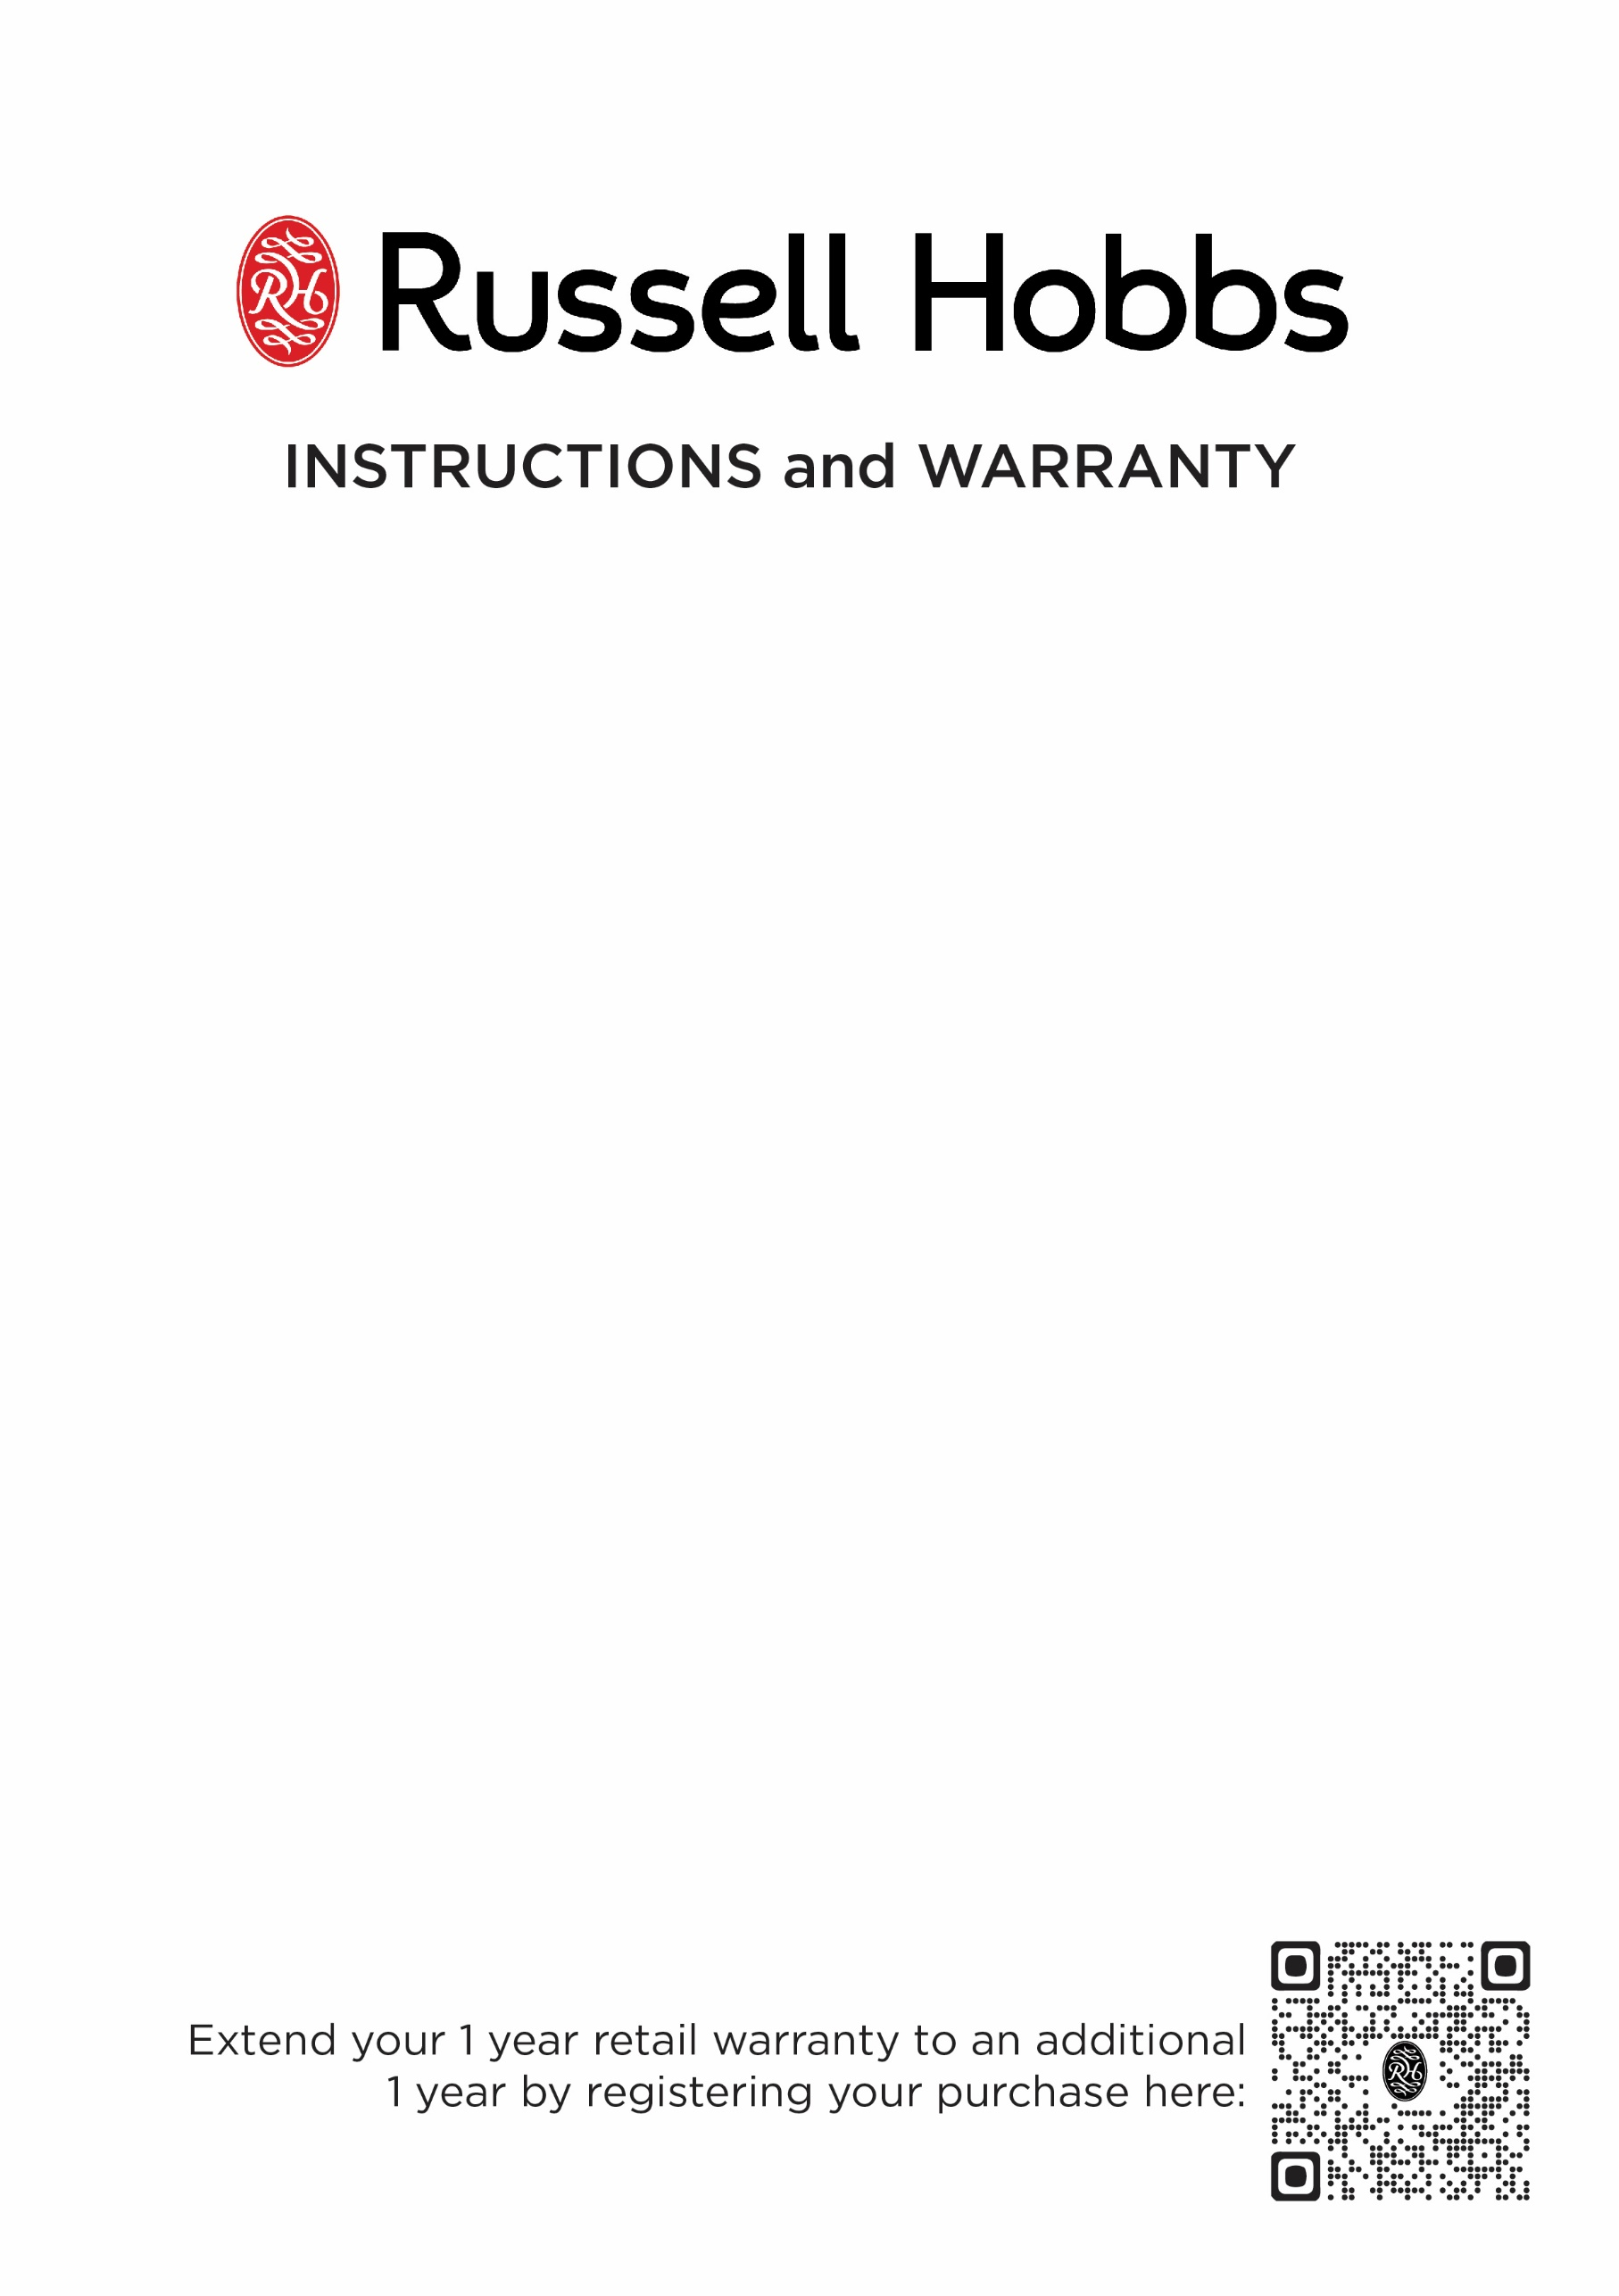 Russell Hobbs
INSTRUCTIONS and WARRANTY
Extend your 1 year retail warranty to an additional
1 year by registering your purchase here: